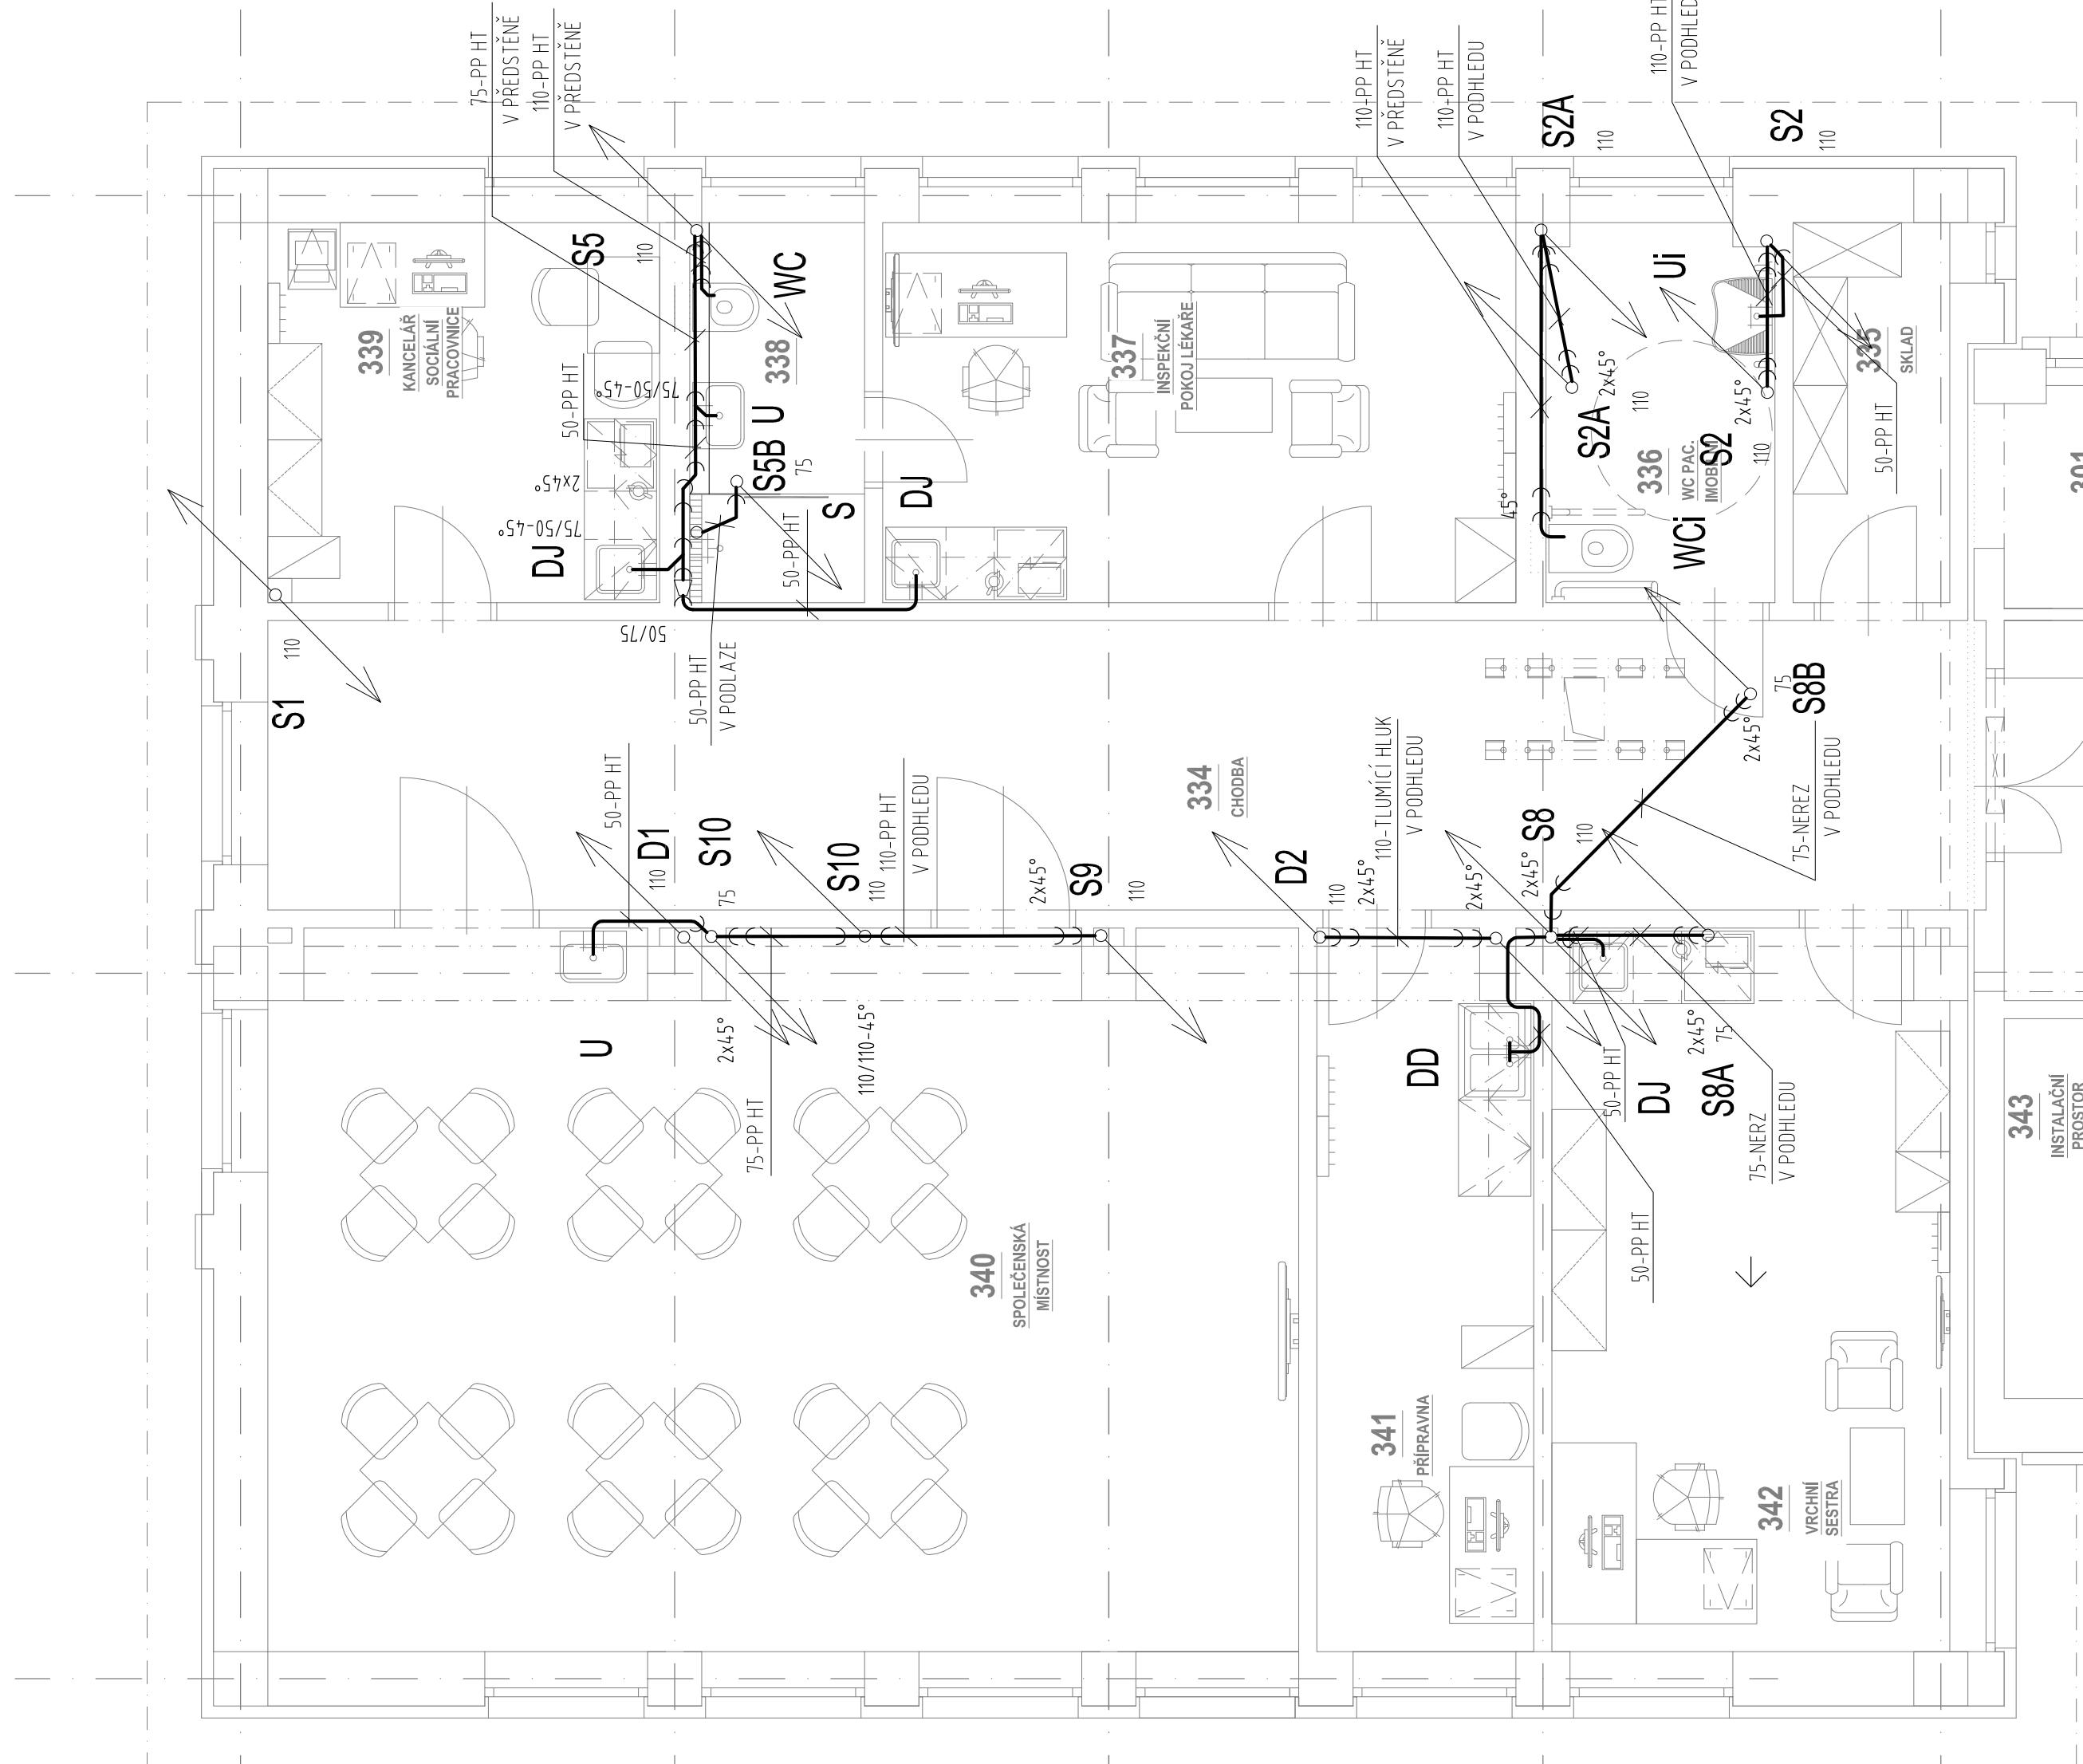 75-PP HT
V PŘEDSTĚNĚ
110-PP HT
V PŘEDSTĚNĚ
110-PP HT
V PŘEDSTĚNĚ
110-PP HT
V PODHLEDU
S2A
110
110-PP HT
S2
110
339
KANCELÁŘ
SOCIÁLNÍ
PRACOVNICE
S5
110
WC
338
50-PP HT
75/50-45°
U
S5B
75
2x45°
75/50-45°
DJ
S
50-PP HT
DJ
337
INSPEKČNÍ
POKOJ LÉKAŘE
Ui
335
SKLAD
2x45°
110
S2A
2x45°
S2
110
336
WC PAC.
50-PP HT
45°
WCi
301
S1
110
50/75
50-PP HT
V PODLAZE
50-PP HT
D1
110
S10
75
S10
110
110-PP HT
V PODHLEDU
2x45°
S9
110
334
CHODBA
D2
110
2x45°
110-TLUMÍCÍ HLUK
V PODHLEDU
2x45°
2x45°
S8
110
2x45°
75
S8B
75-NEREZ
V PODHLEDU
U
2x45°
75-PP HT
110/110-45°
DD
50-PP HT
DJ
2x45°
75
S8A
75-NERZ
V PODHLEDU
50-PP HT
340
SPOLEČENSKÁ
MÍSTNOST
341
PŘÍPRAVNA
342
VRCHNÍ
SESTRA
343
INSTALAČNÍ
PROSTOR